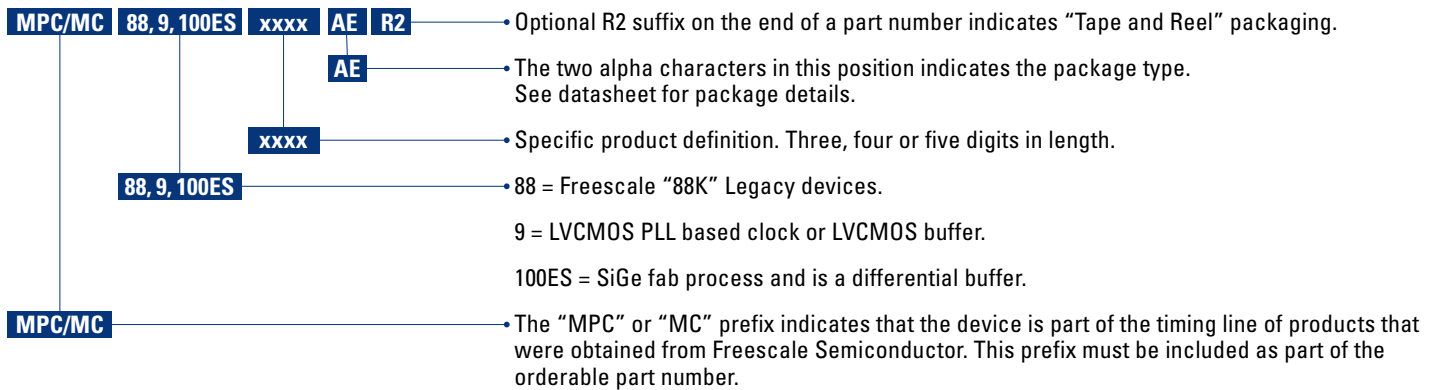 MPC/MC 88, 9, 100ES xxxx AE R2 Optional R2 suffix on the end of a part number indicates “Tape and Reel” packaging.
AE The two alpha characters in this position indicates the package type.
See datasheet for package details.
xxxx Specific product definition. Three, four or five digits in length.
88, 9, 100ES 88 = Freescale “88K” Legacy devices.
9 = LVCMOS PLL based clock or LVCMOS buffer.
100ES = SiGe fab process and is a differential buffer.
MPC/MC The “MPC” or “MC” prefix indicates that the device is part of the timing line of products that
were obtained from Freescale Semiconductor. This prefix must be included as part of the
orderable part number.